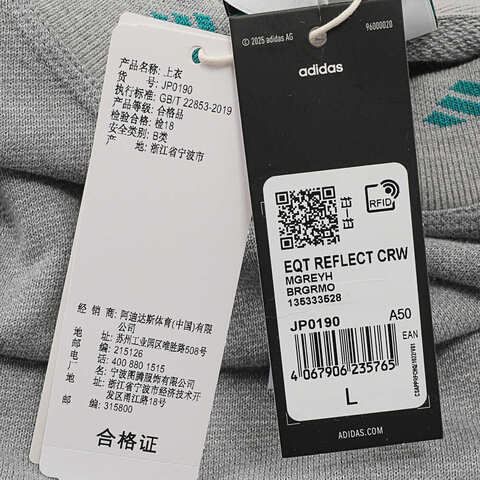 产品名称：上衣
货 号：JP0190
执行标准：GB/T 22853-2019
产品等级：合格品
检验合格：检18
安全类别：B类
产 地：浙江省宁波市
经 销 商：阿迪达斯体育(中国)有限
公司
地 址：苏州工业园区唯胜路508号
邮 编：215126
电 话：400 880 1515
厂 名：宁波图腾服饰有限公司
地 址：浙江省宁波市经济技术开
发区甬江路18号
邮 编：315800
合格证
© 2025 adidas AG
96000020
adidas
RFID
EQT REFLECT CRW
MGREYH
BRGRMO
135333528
JP0190
A50
EAN
4 067906 235765
L
ADIDAS.COM